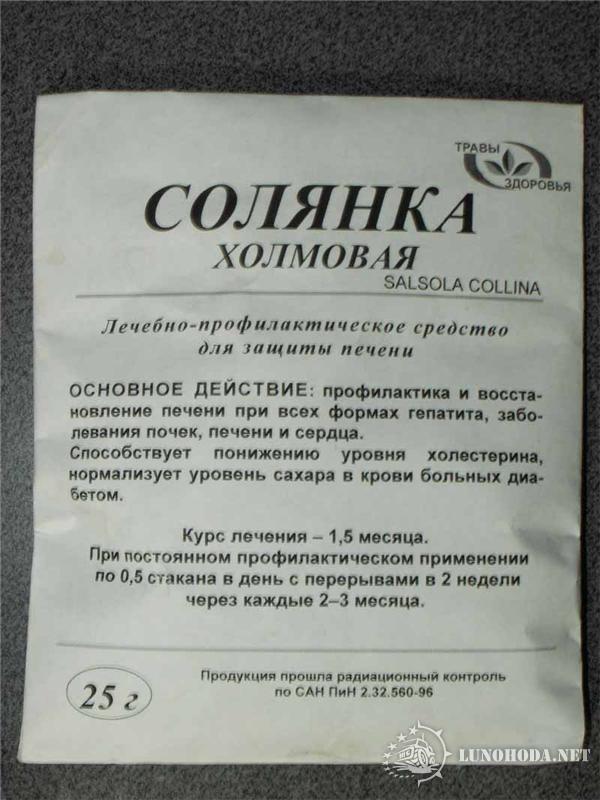 ТРАВЫ
ЗДОРОВЬЯ
СОЛЯНКА
ХОЛМОВАЯ
SALSOLA COLLINA
Лечебно-профилактическое средство
для защиты печени
ОСНОВНОЕ ДЕЙСТВИЕ: профилактика и восста-
новление печени при всех формах гепатита, забо-
левания почек, печени и сердца.
Способствует понижению уровня холестерина,
нормализует уровень сахара в крови больных диа-
бетом.
Курс лечения – 1,5 месяца.
При постоянном профилактическом применении
по 0,5 стакана в день с перерывами в 2 недели
через каждые 2–3 месяца.
25 г
Продукция прошла радиационный контроль
по САН ПиН 2.32.560-96
LUNOHODA.NET